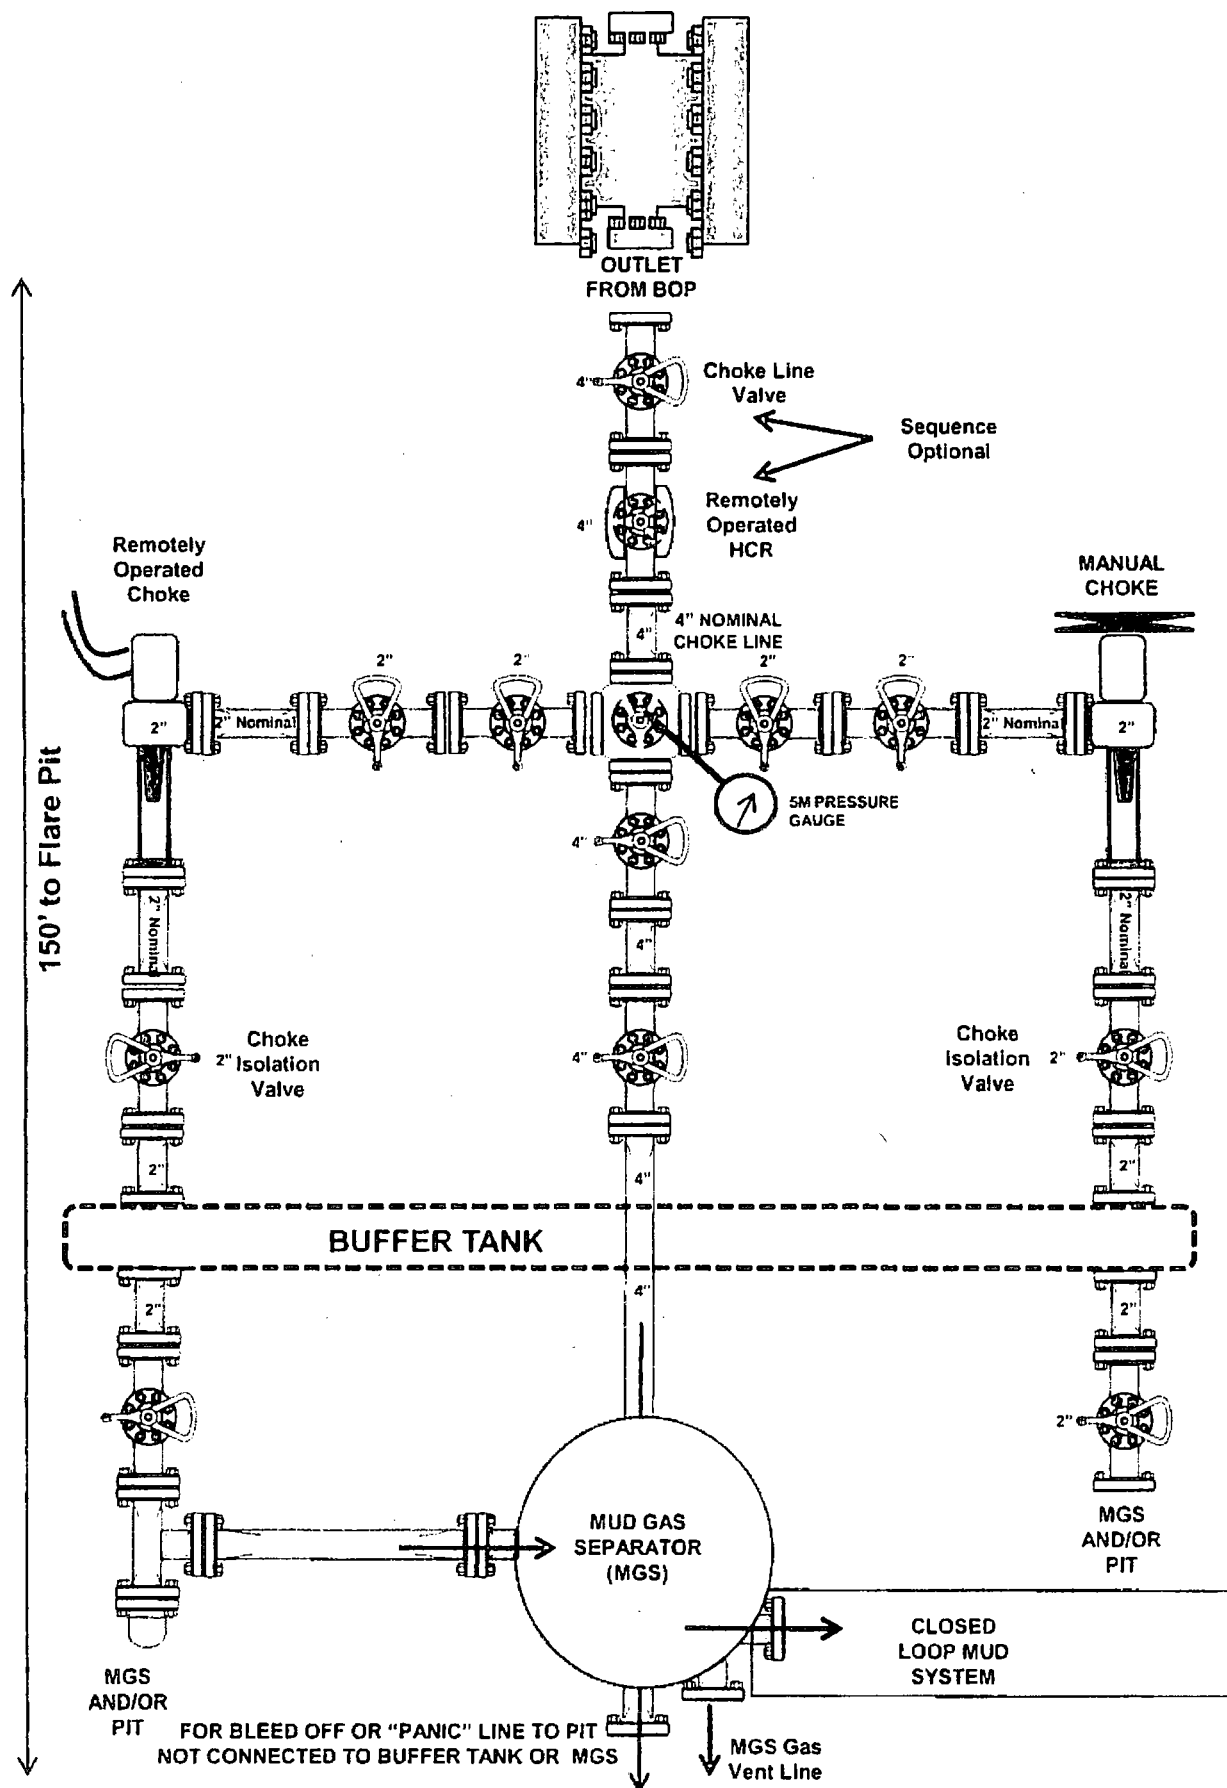 OUTLET
FROM BOP
4"
Choke Line
Valve
Sequence
Optional
4"
Remotely
Operated
HCR
Remotely
Operated
Choke
MANUAL
CHOKE
4"
4" NOMINAL
CHOKE LINE
2"
2"
2"
2"
2"
2" Nominal
2" Nominal
2"
5M PRESSURE
GAUGE
150' to Flare Pit
4"
2" Nominal
4"
2" Nominal
2"
Choke
Isolation
Valve
4"
Choke
Isolation
Valve
2"
2"
4"
2"
BUFFER TANK
2"
4"
2"
2"
MUD GAS
SEPARATOR
(MGS)
MGS
AND/OR
PIT
CLOSED
LOOP MUD
SYSTEM
MGS
AND/OR
PIT
FOR BLEED OFF OR "PANIC" LINE TO PIT
NOT CONNECTED TO BUFFER TANK OR MGS
MGS Gas
Vent Line